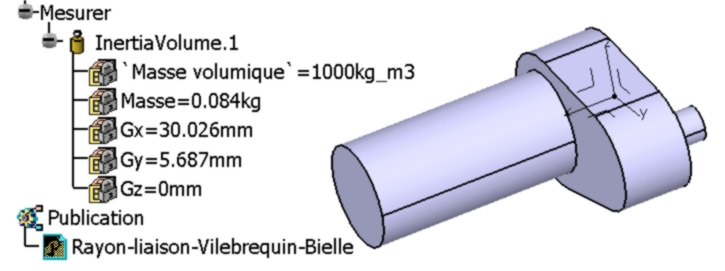 Mesurer
InertiaVolume.1
`Masse volumique`=1000kg_m3
Masse=0.084kg
Gx=30.026mm
Gy=5.687mm
Gz=0mm
Publication
Rayon-liaison-Vilebrequin-Bielle
z
y